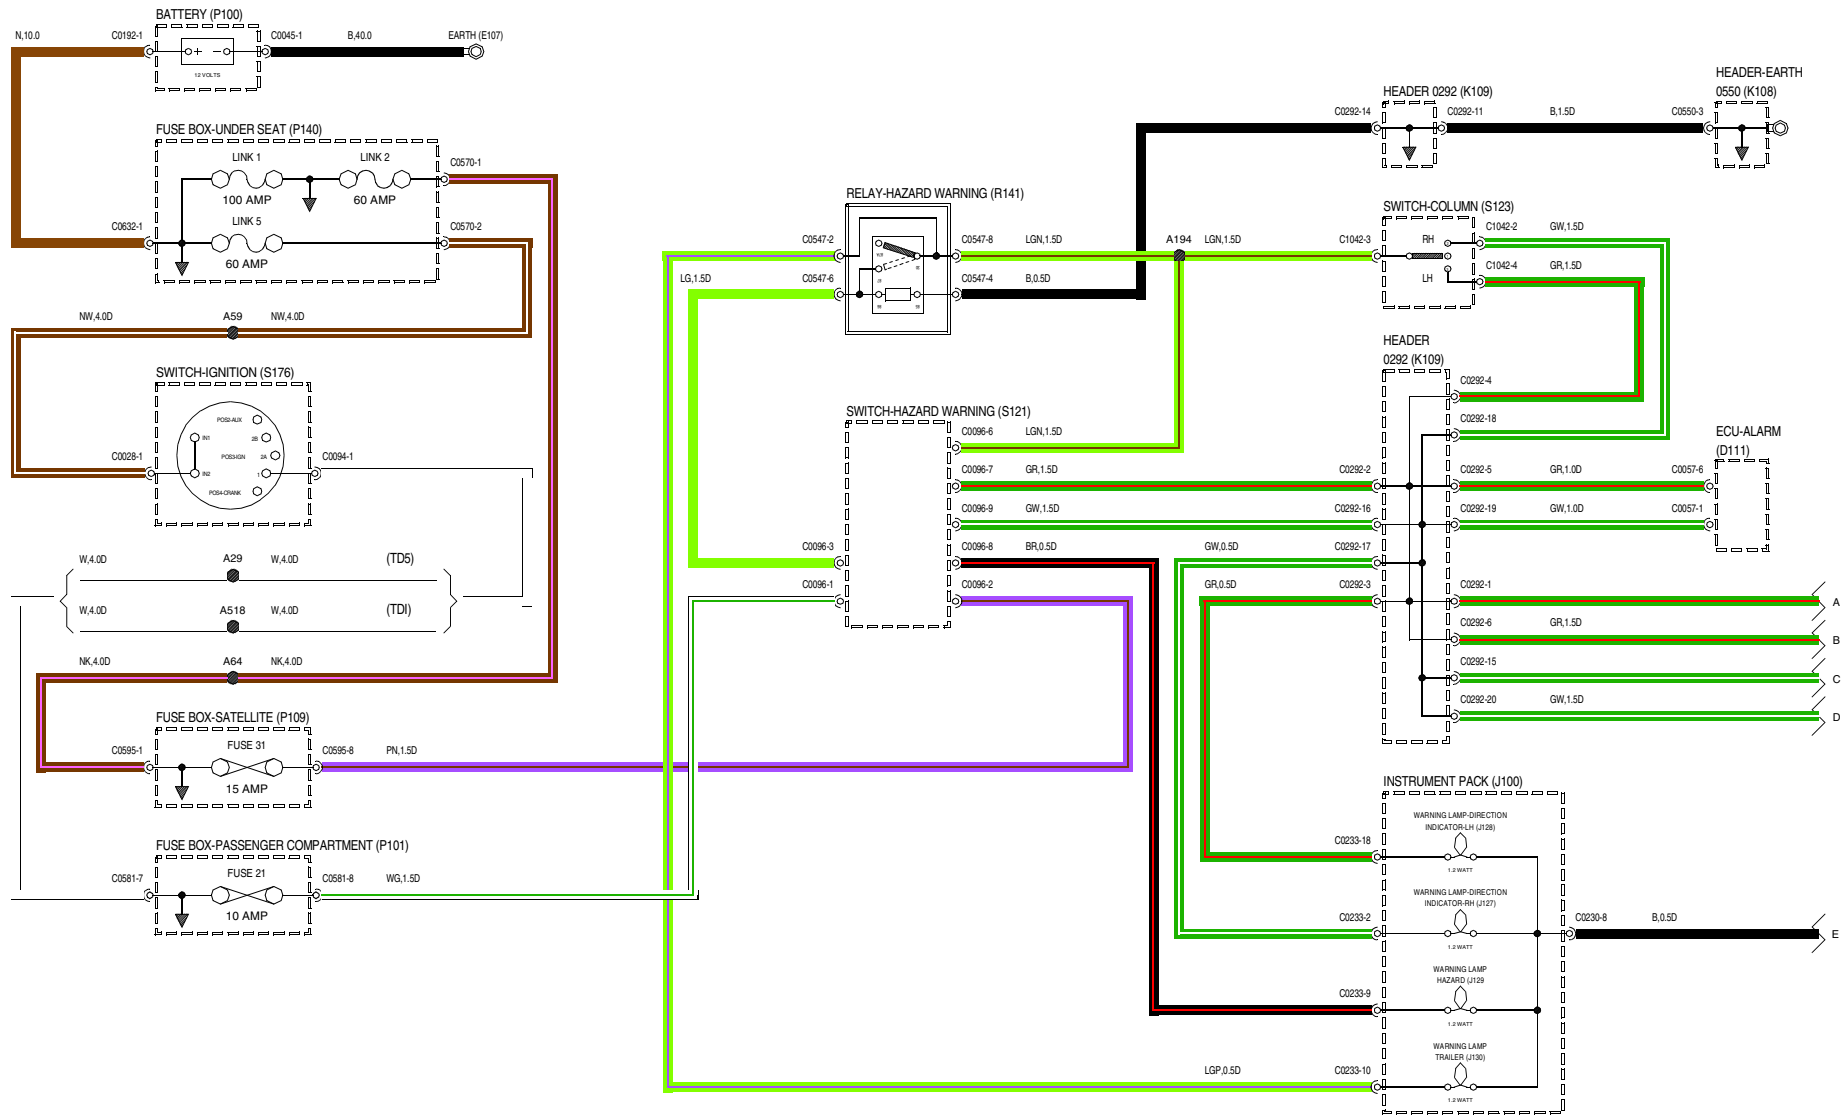 BATTERY (P100)
N,10.0
C0192-1
C0045-1
B,40.0
EARTH (E107)
12 VOLTS
FUSE BOX-UNDER SEAT (P140)
LINK 1
LINK 2
C0570-1
100 AMP
60 AMP
C0632-1
LINK 5
C0570-2
60 AMP
NW,4.0D
A59
NW,4.0D
SWITCH-IGNITION (S176)
POS2-AUX
IN1
2B
POS3-IGN
2A
C0028-1
IN2
1
C0094-1
POS4-CRANK
W,4.0D
A29
W,4.0D
(TD5)
W,4.0D
A518
W,4.0D
(TDI)
NK,4.0D
A64
NK,4.0D
FUSE BOX-SATELLITE (P109)
C0595-1
FUSE 31
C0595-8
PN,1.5D
15 AMP
FUSE BOX-PASSENGER COMPARTMENT (P101)
C0581-7
FUSE 21
C0581-8
WG,1.5D
10 AMP
RELAY-HAZARD WARNING (R141)
C0547-2
C0547-8
LGN,1.5D
A194
LGN,1.5D
C1042-3
LG,1.5D
C0547-6
C0547-4
B,0.5D
SWITCH-HAZARD WARNING (S121)
C0096-6
LGN,1.5D
C0096-7
GR,1.5D
C0292-2
C0096-9
GW,1.5D
C0292-16
C0096-3
C0096-8
BR,0.5D
GW,0.5D
C0292-17
C0096-1
C0096-2
GR,0.5D
C0292-3
HEADER 0292 (K109)
C0292-14
C0292-11
B,1.5D
C0550-3
HEADER-EARTH
0550 (K108)
SWITCH-COLUMN (S123)
RH
C1042-2
GW,1.5D
LH
C1042-4
GR,1.5D
HEADER
0292 (K109)
C0292-4
C0292-18
ECU-ALARM
(D111)
C0292-5
GR,1.0D
C0057-6
C0292-19
GW,1.0D
C0057-1
C0292-1
A
C0292-6
GR,1.5D
B
C0292-15
C
C0292-20
GW,1.5D
D
INSTRUMENT PACK (J100)
WARNING LAMP-DIRECTION
INDICATOR-LH (J128)
C0233-18
1.2 WATT
WARNING LAMP-DIRECTION
INDICATOR-RH (J127)
C0233-2
1.2 WATT
C0230-8
B,0.5D
E
WARNING LAMP
HAZARD (J129
C0233-9
1.2 WATT
WARNING LAMP
TRAILER (J130)
LGP,0.5D
C0233-10
1.2 WATT